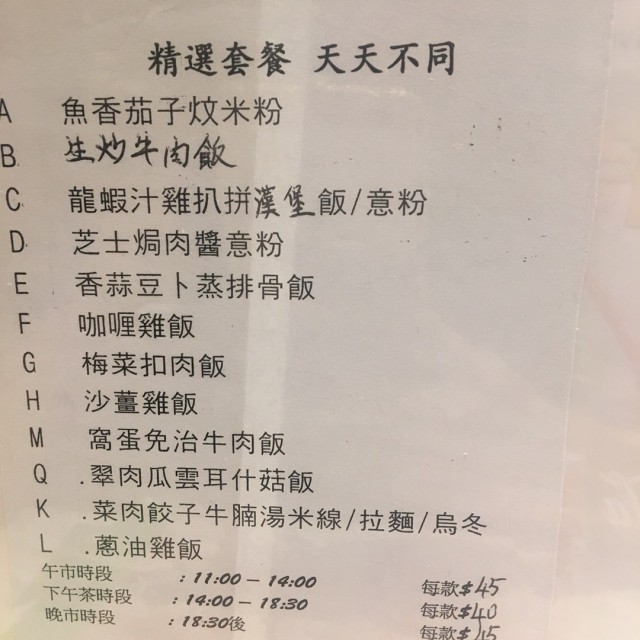 精選套餐 天天不同
A 魚香茄子炆米粉
B 生炒牛肉飯
C 龍蝦汁雞扒拼漢堡飯/意粉
D 芝士焗肉醬意粉
E 香蒜豆卜蒸排骨飯
F 咖喱雞飯
G 梅菜扣肉飯
H 沙薑雞飯
M 窩蛋免治牛肉飯
Q .翠肉瓜雲耳什菇飯
K .菜肉餃子牛腩湯米線/拉麵/烏冬
L .蔥油雞飯
午市時段 : 11:00 — 14:00 每款$45
下午茶時段 : 14:00 — 18:30 每款$40
晚市時段 : 18:30後 每款$45